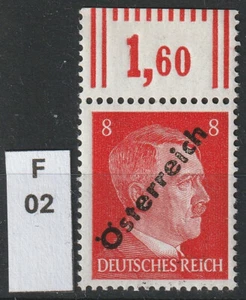 1,60
F
02
8 8
Österreich
DEUTSCHES REICH